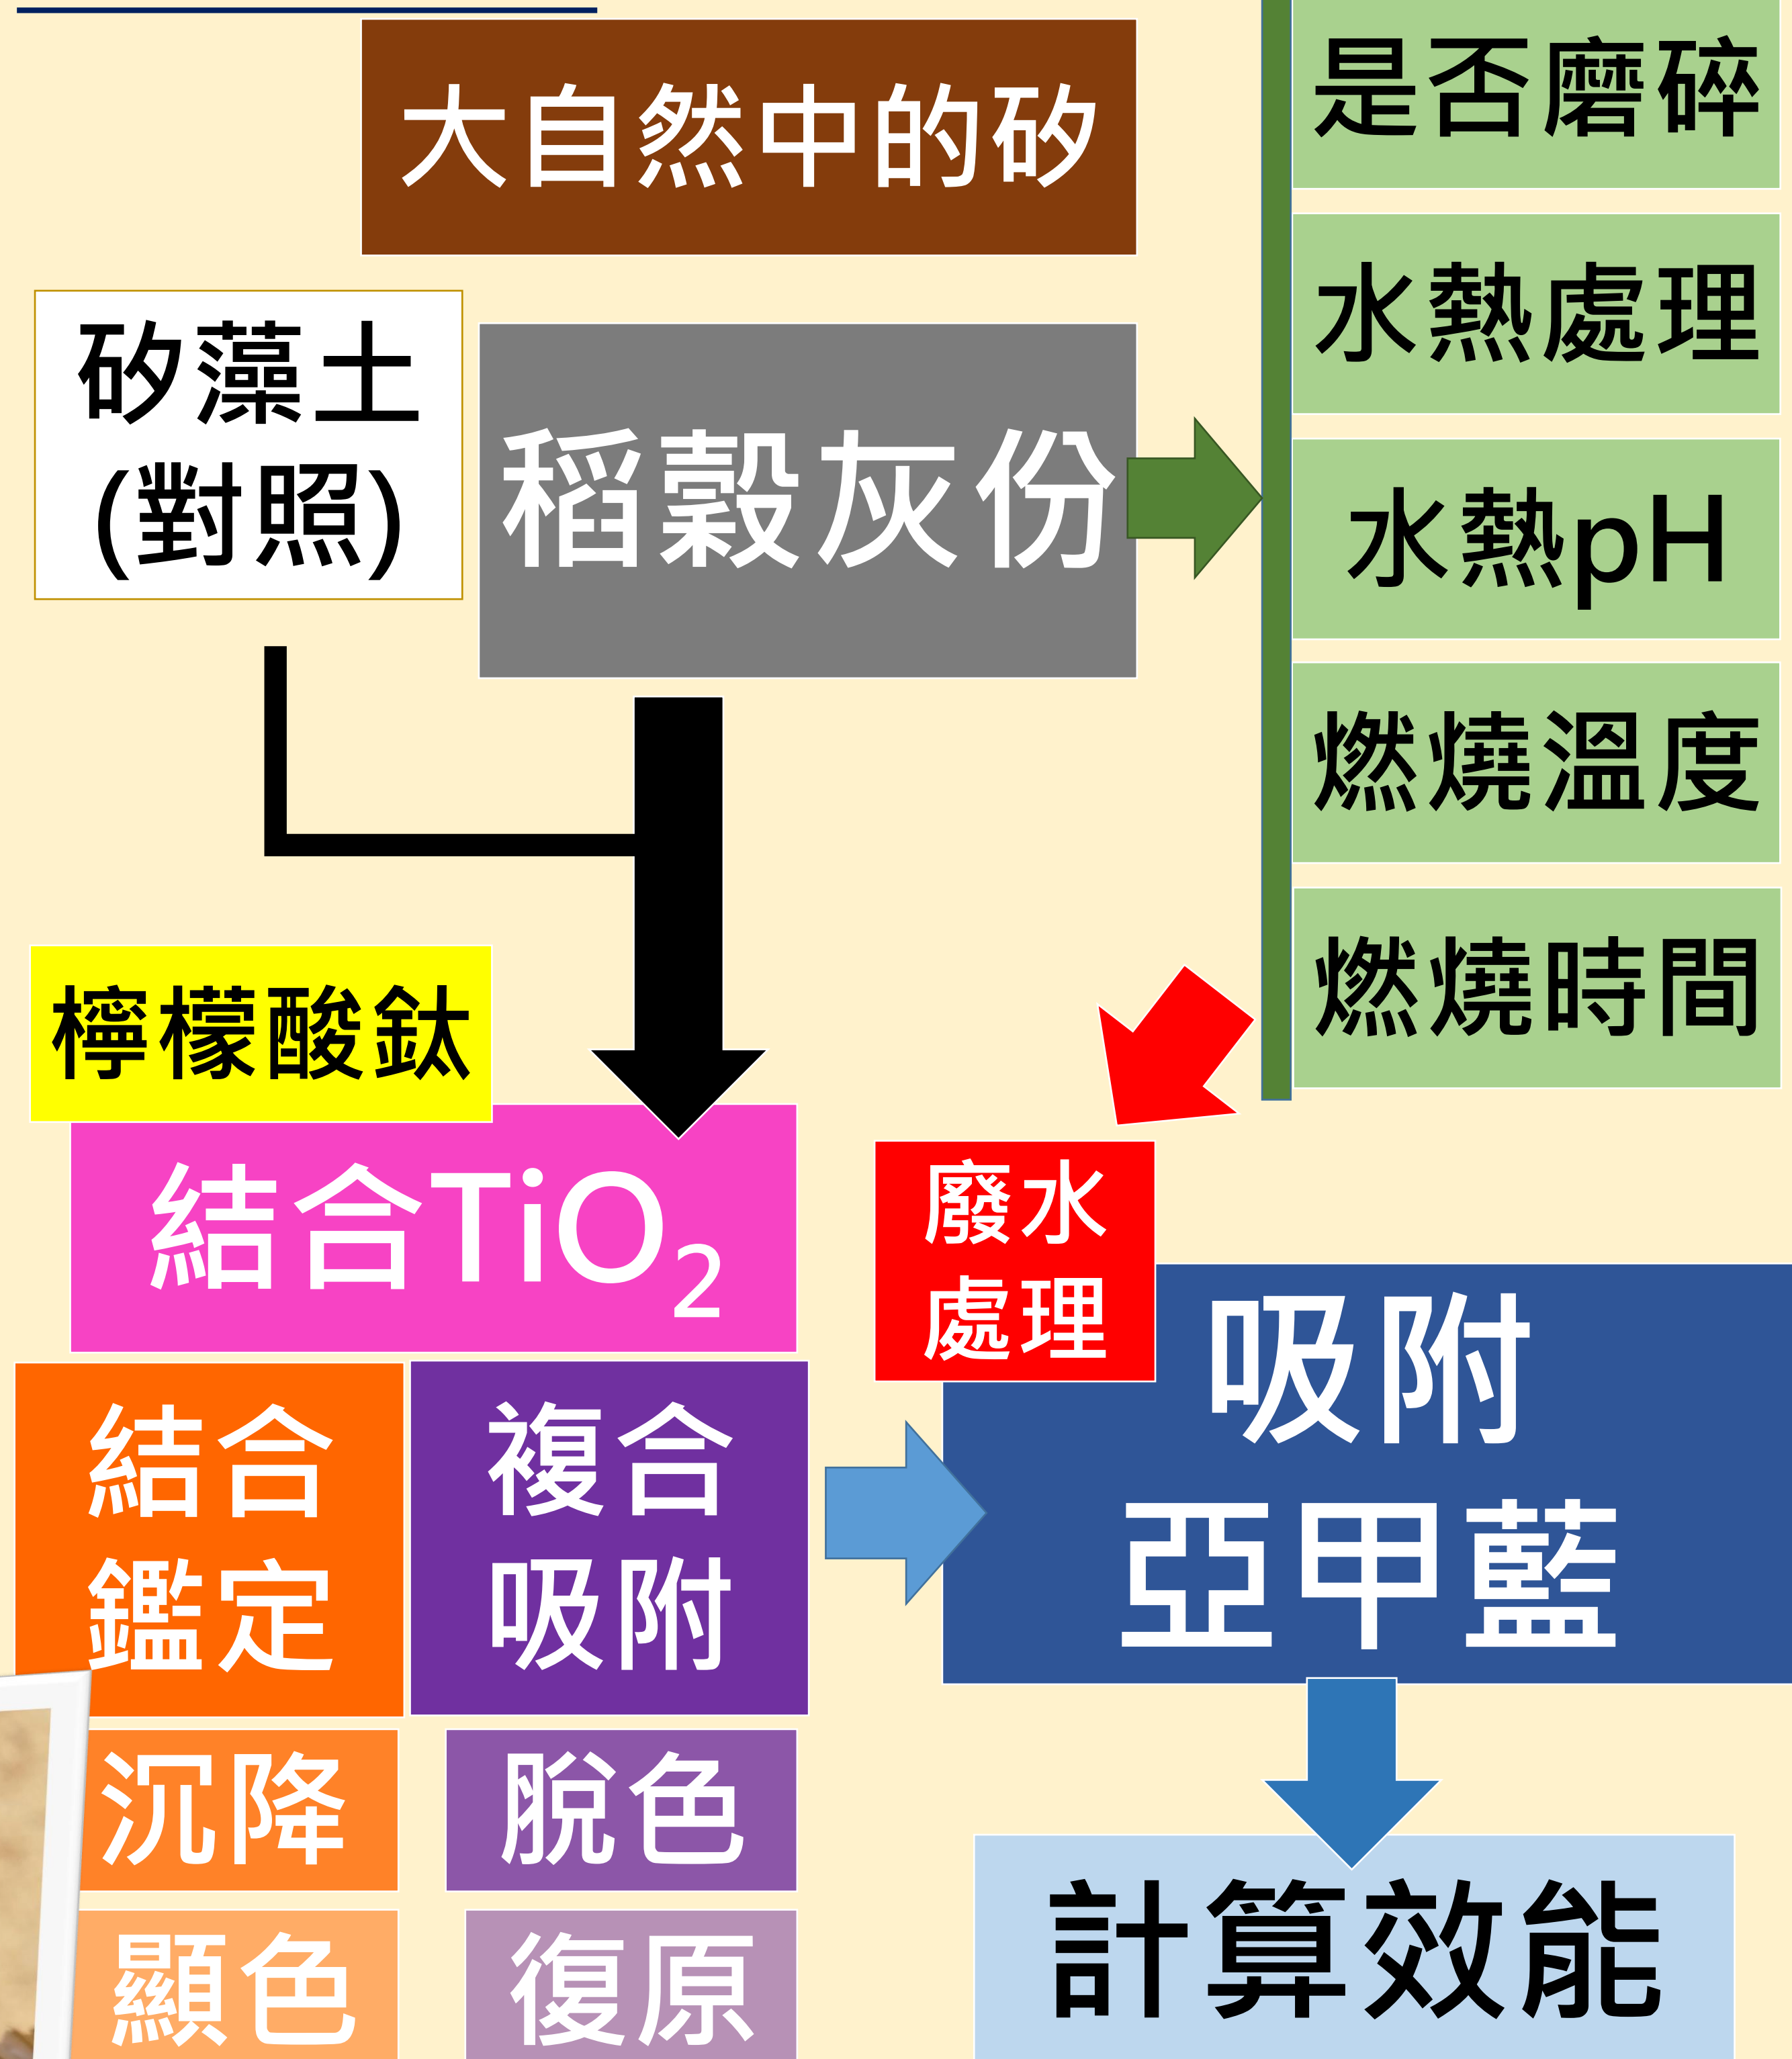 大自然中的矽
矽藻土
(對照)
稻穀灰份
是否磨碎
水熱處理
水熱pH
燃燒溫度
燃燒時間
檸檬酸鈦
結合TiO₂
結合
鑑定
複合
吸附
沉降
脫色
顯色
復原
廢水
處理
吸附
亞甲藍
計算效能